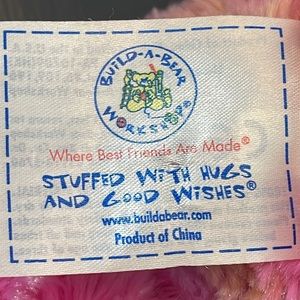 BUILD-A-BEAR
WORKSHOP®
Where Best Friends Are Made®
STUFFED WITH HUGS
AND GOOD WISHES®
www.buildabear.com
Product of China